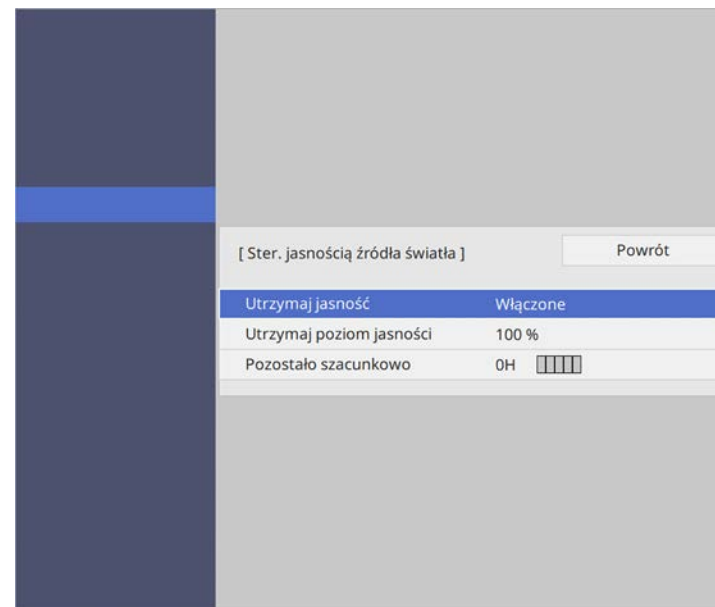 [ Ster. jasnością źródła światła ] Powrót
Utrzymaj jasność Włączone
Utrzymaj poziom jasności 100 %
Pozostało szacunkowo 0H